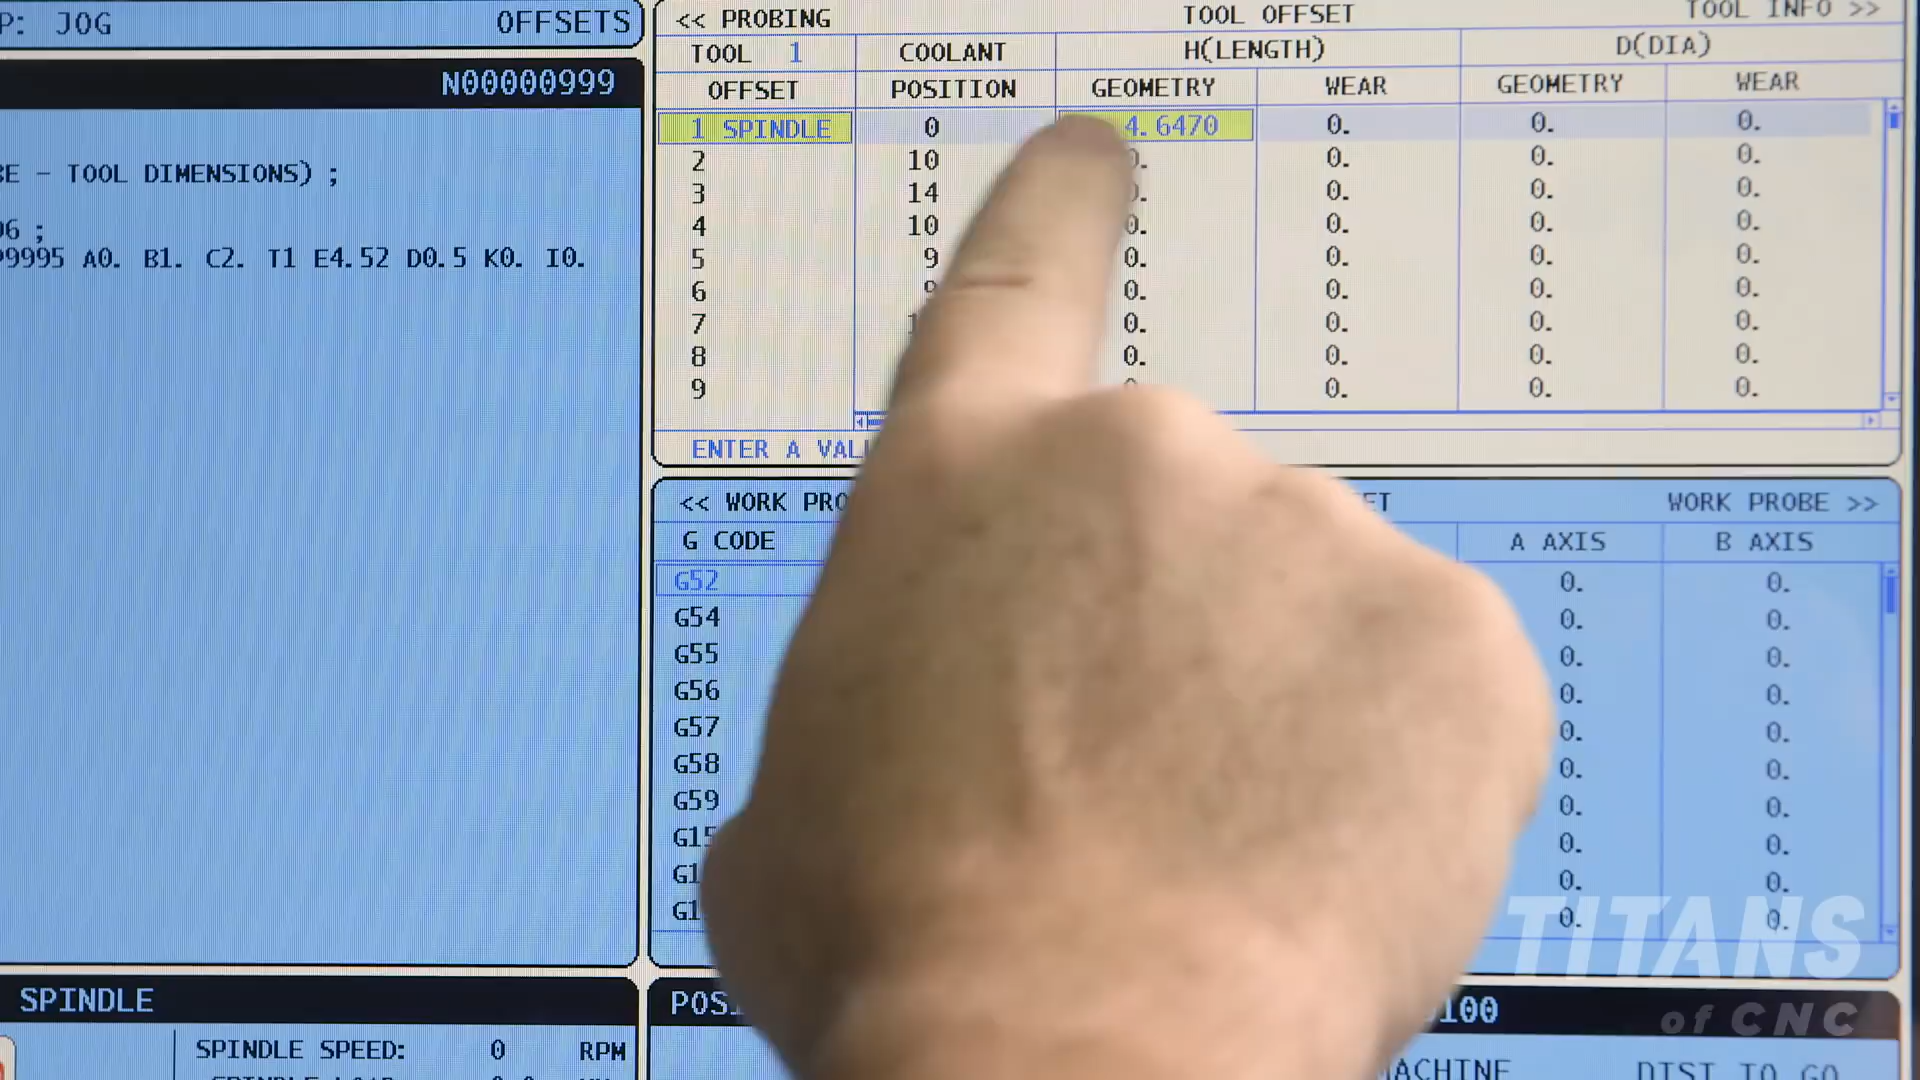 P: JOG OFFSETS
N00000999
- TOOL DIMENSIONS) ;
;
A0. B1. C2. T1 E4.52 D0.5 K0. I0.
<< PROBING TOOL OFFSET TOOL INFO >>
TOOL 1 COOLANT H(LENGTH) D(DIA)
OFFSET POSITION GEOMETRY WEAR GEOMETRY WEAR
1 SPINDLE 0 4.6470 0. 0. 0.
2 10 0. 0. 0. 0.
3 14 0. 0. 0.
4 10 0. 0. 0. 0.
5 9 0. 0. 0. 0.
6 0. 0. 0. 0.
7 0. 0. 0. 0.
8 0. 0. 0. 0.
9 0. 0. 0.
ENTER A
<< WORK WORK PROBE >>
G CODE A AXIS B AXIS
G52 0. 0.
G54 0. 0.
G55 0. 0.
G56 0. 0.
G57 0. 0.
G58 0. 0.
G59 0. 0.
0. 0.
0. 0.
0. 0.
SPINDLE
SPINDLE SPEED: 0 RPM
MACHINE DIST TO GO
TITANS
of CNC